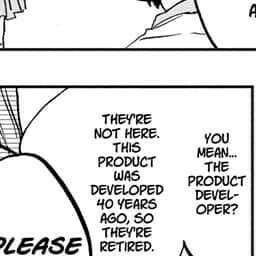 A
YOU
MEAN...
THE
PRODUCT
DEVEL-
OPER?
THEY'RE
NOT HERE.
THIS
PRODUCT
WAS
DEVELOPED
40 YEARS
AGO, SO
THEY'RE
RETIRED.
PLEASE